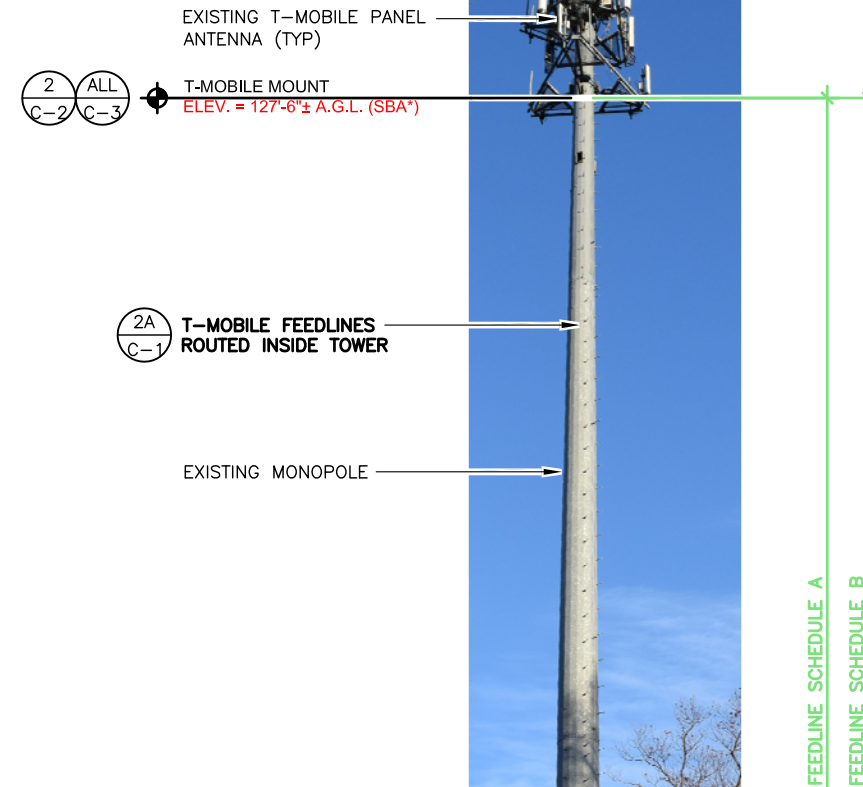 EXISTING T-MOBILE PANEL
ANTENNA (TYP)
2
C-2
ALL
C-3
T-MOBILE MOUNT
ELEV. = 127'-6"± A.G.L. (SBA*)
2A
C-1
T-MOBILE FEEDLINES
ROUTED INSIDE TOWER
EXISTING MONOPOLE
FEEDLINE SCHEDULE A
FEEDLINE SCHEDULE B